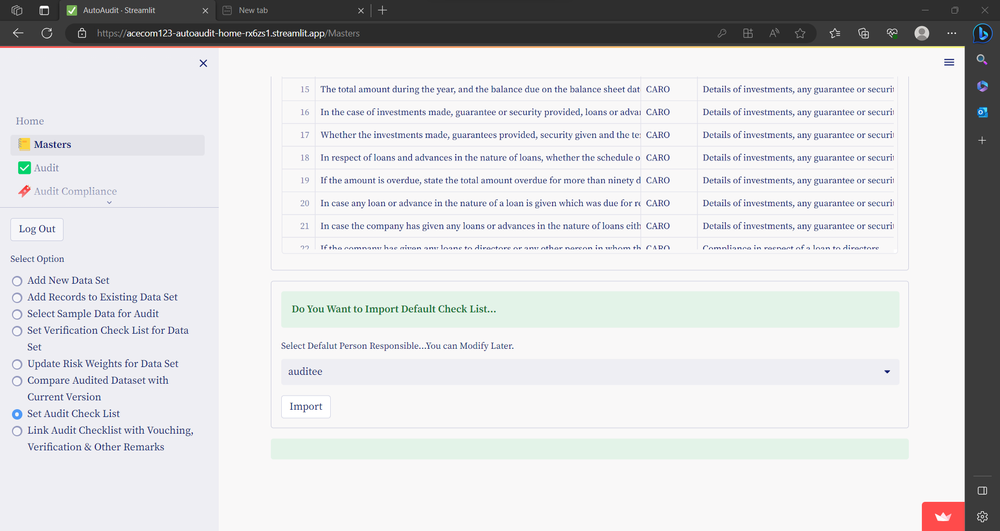 AutoAudit · Streamlit
New tab
https://acecom123-autoaudit-home-rx6zs1.streamlit.app/Masters
Home
Masters
Audit
Audit Compliance
Log Out
Select Option
Add New Data Set
Add Records to Existing Data Set
Select Sample Data for Audit
Set Verification Check List for Data
Set
Update Risk Weights for Data Set
Compare Audited Dataset with
Current Version
Set Audit Check List
Link Audit Checklist with Vouching,
Verification & Other Remarks
15 The total amount during the year, and the balance due on the balance sheet dat CARO Details of investments, any guarantee or securit
16 In the case of investments made, guarantee or security provided, loans or advan CARO Details of investments, any guarantee or securit
17 Whether the investments made, guarantees provided, security given and the ter CARO Details of investments, any guarantee or securit
18 In respect of loans and advances in the nature of loans, whether the schedule o CARO Details of investments, any guarantee or securit
19 If the amount is overdue, state the total amount overdue for more than ninety d CARO Details of investments, any guarantee or securit
20 In case any loan or advance in the nature of a loan is given which was due for re CARO Details of investments, any guarantee or securit
21 In case the company has given any loans or advances in the nature of loans eith CARO Details of investments, any guarantee or securit
22 If the company has given any loans to directors or any other person in whom th CARO Compliance in respect of a loan to directors
Do You Want to Import Default Check List...
Select Defalut Person Responsible...You can Modify Later.
auditee
Import